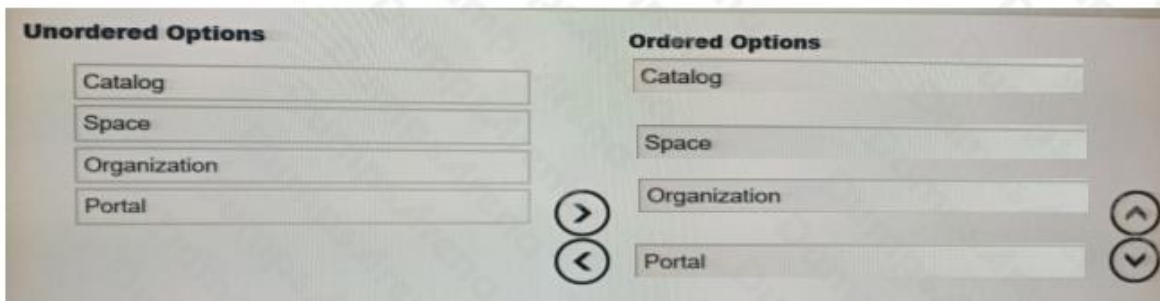 Unordered Options
Catalog
Space
Organization
Portal
Ordered Options
Catalog
Space
Organization
Portal